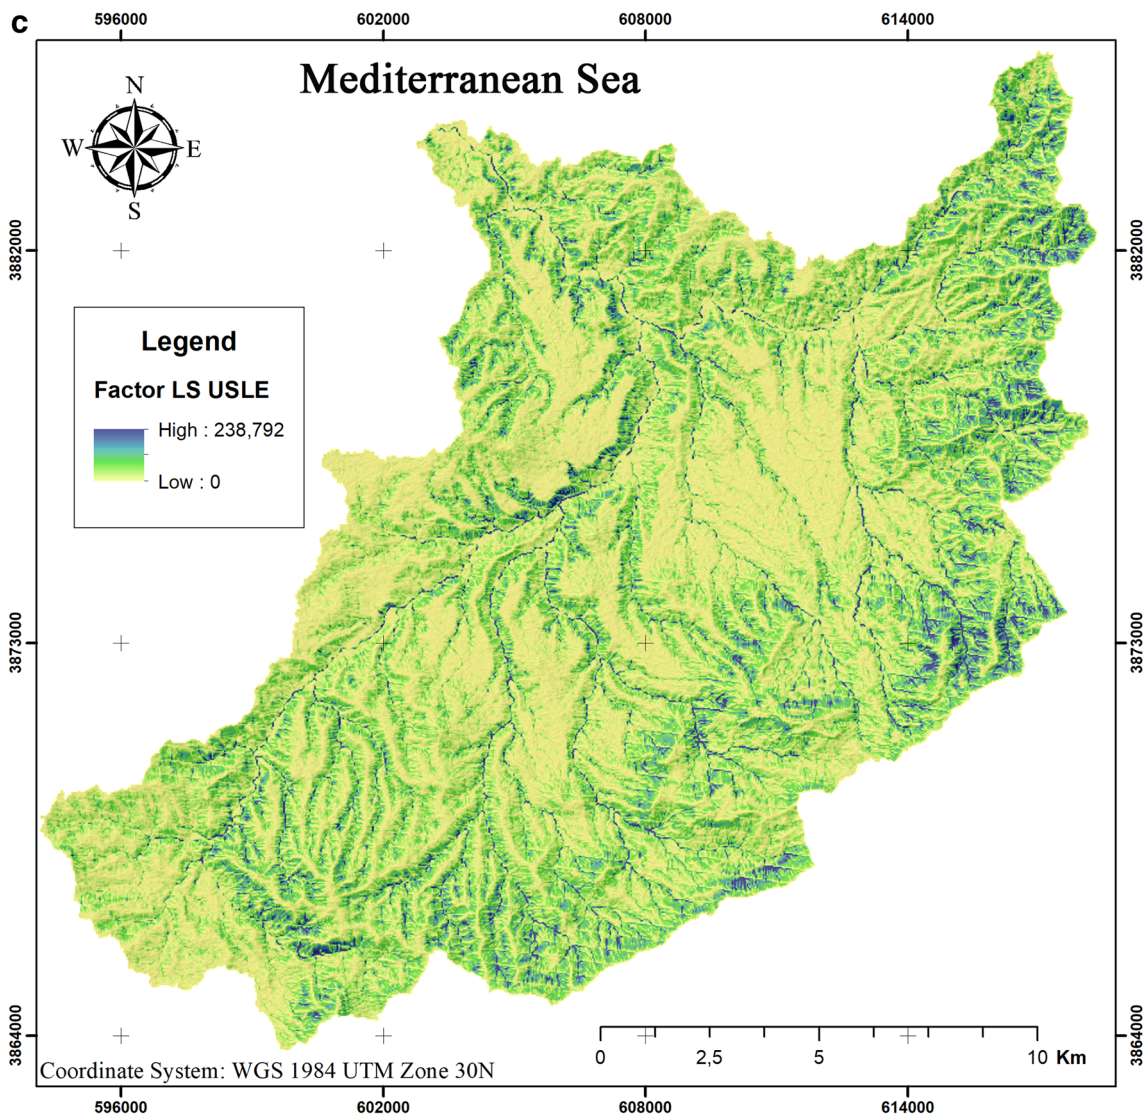 c
596000 602000 608000 614000
Mediterranean Sea
N
W E
S
3882000 3882000
Legend
Factor LS USLE
High : 238,792
Low : 0
3873000 3873000
3864000 3864000
0 2,5 5 10 Km
Coordinate System: WGS 1984 UTM Zone 30N
596000 602000 608000 614000